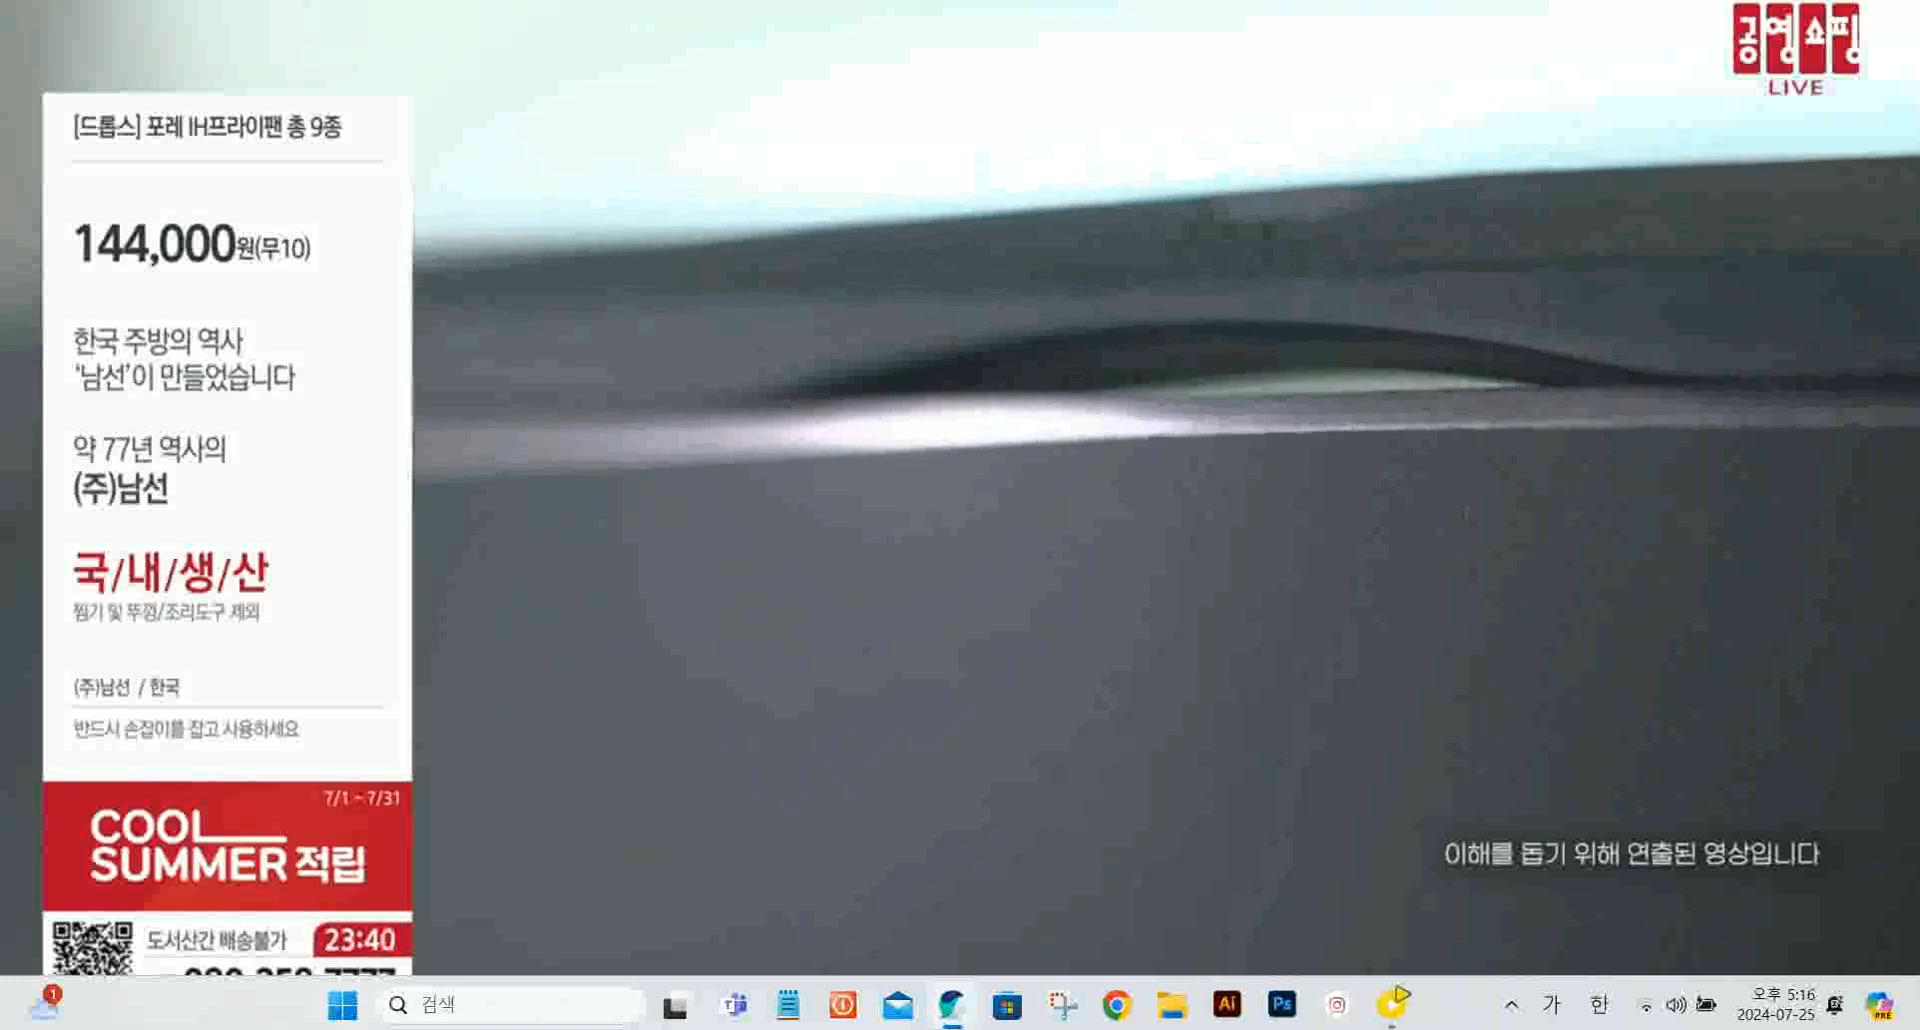 공영쇼핑
LIVE
[드롭스] 포레 IH프라이팬 총 9종
144,000원(무10)
한국 주방의 역사
‘남선’이 만들었습니다
약 77년 역사의
(주)남선
국/내/생/산
찜기 및 뚜껑/조리도구 제외
(주)남선 / 한국
반드시 손잡이를 잡고 사용하세요
7/1 ~ 7/31
COOL
SUMMER 적립
도서산간 배송불가
23:40
이해를 돕기 위해 연출된 영상입니다
1
검색
Ai
Ps
PRE
가
한
오후 5:16
2024-07-25